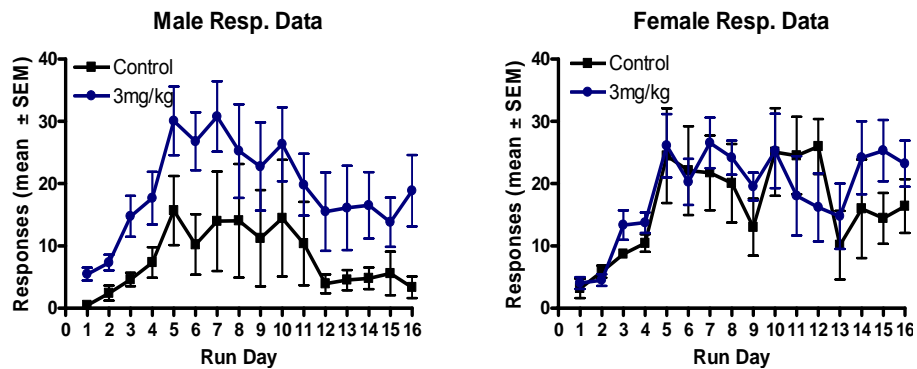 Male Resp. Data
Responses (mean ± SEM)
40
30
20
10
0
Control
3mg/kg
0 1 2 3 4 5 6 7 8 9 10 11 12 13 14 15 16
Run Day
Female Resp. Data
Responses (mean ± SEM)
40
30
20
10
0
Control
3mg/kg
0 1 2 3 4 5 6 7 8 9 10 11 12 13 14 15 16
Run Day